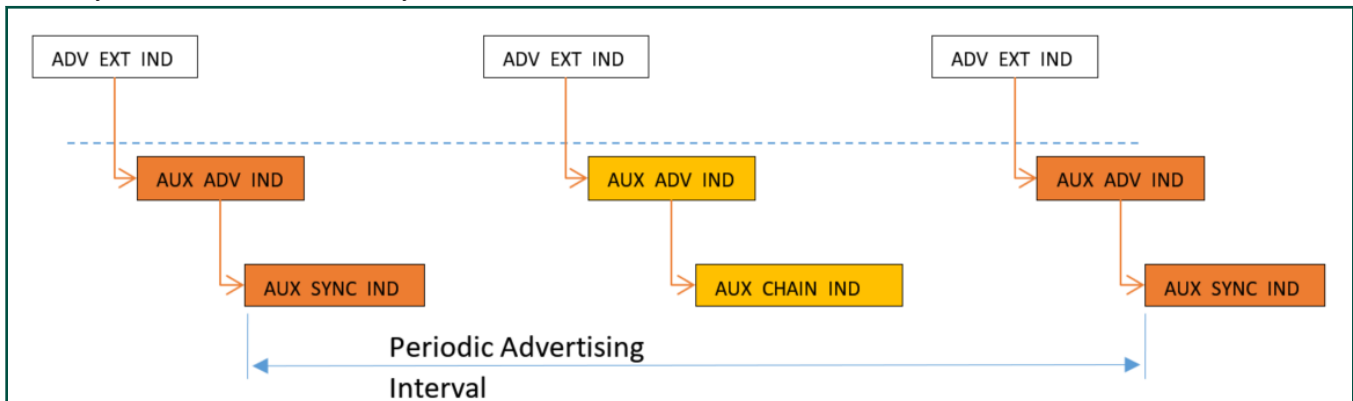 ADV EXT IND ADV EXT IND ADV EXT IND
AUX ADV IND AUX ADV IND AUX ADV IND
AUX SYNC IND AUX CHAIN IND AUX SYNC IND
Periodic Advertising
Interval